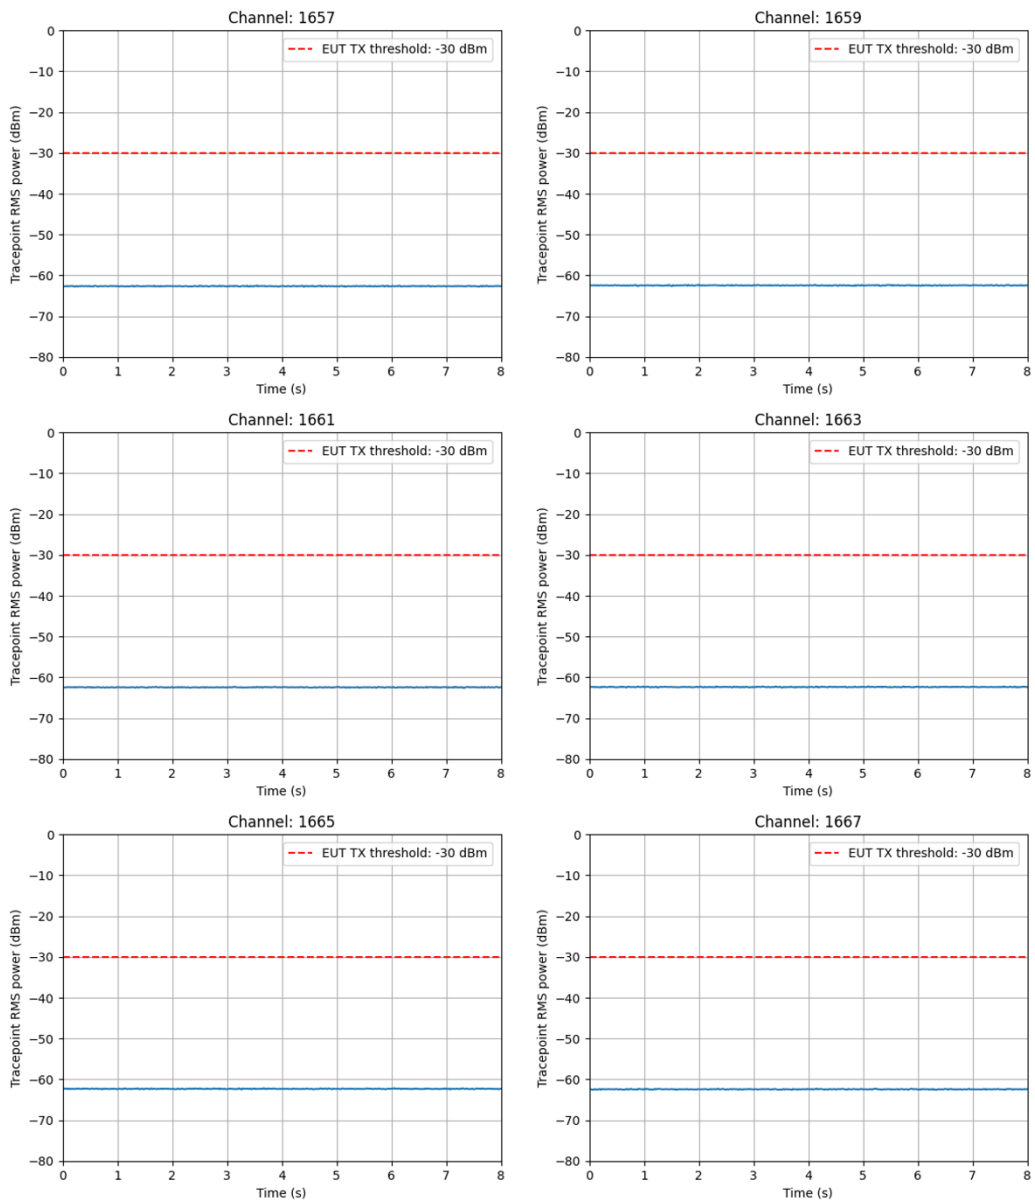 Channel: 1657
EUT TX threshold: -30 dBm
Tracepoint RMS power (dBm)
0
−10
−20
−30
−40
−50
−60
−70
−80
0 1 2 3 4 5 6 7 8
Time (s)
Channel: 1659
EUT TX threshold: -30 dBm
Tracepoint RMS power (dBm)
0
−10
−20
−30
−40
−50
−60
−70
−80
0 1 2 3 4 5 6 7 8
Time (s)
Channel: 1661
EUT TX threshold: -30 dBm
Tracepoint RMS power (dBm)
0
−10
−20
−30
−40
−50
−60
−70
−80
0 1 2 3 4 5 6 7 8
Time (s)
Channel: 1663
EUT TX threshold: -30 dBm
Tracepoint RMS power (dBm)
0
−10
−20
−30
−40
−50
−60
−70
−80
0 1 2 3 4 5 6 7 8
Time (s)
Channel: 1665
EUT TX threshold: -30 dBm
Tracepoint RMS power (dBm)
0
−10
−20
−30
−40
−50
−60
−70
−80
0 1 2 3 4 5 6 7 8
Time (s)
Channel: 1667
EUT TX threshold: -30 dBm
Tracepoint RMS power (dBm)
0
−10
−20
−30
−40
−50
−60
−70
−80
0 1 2 3 4 5 6 7 8
Time (s)